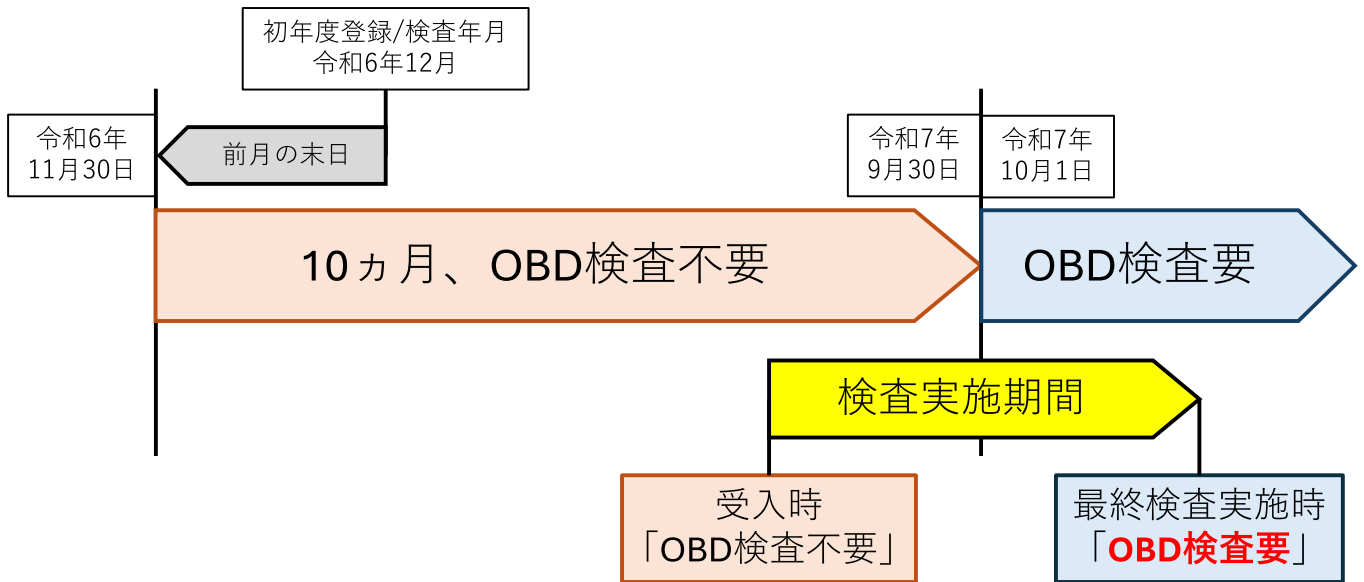 初年度登録/検査年月
令和6年12月
令和6年
11月30日
前月の末日
令和7年
9月30日
令和7年
10月1日
10ヵ月、OBD検査不要
OBD検査要
検査実施期間
受入時
「OBD検査不要」
最終検査実施時
「OBD検査要」